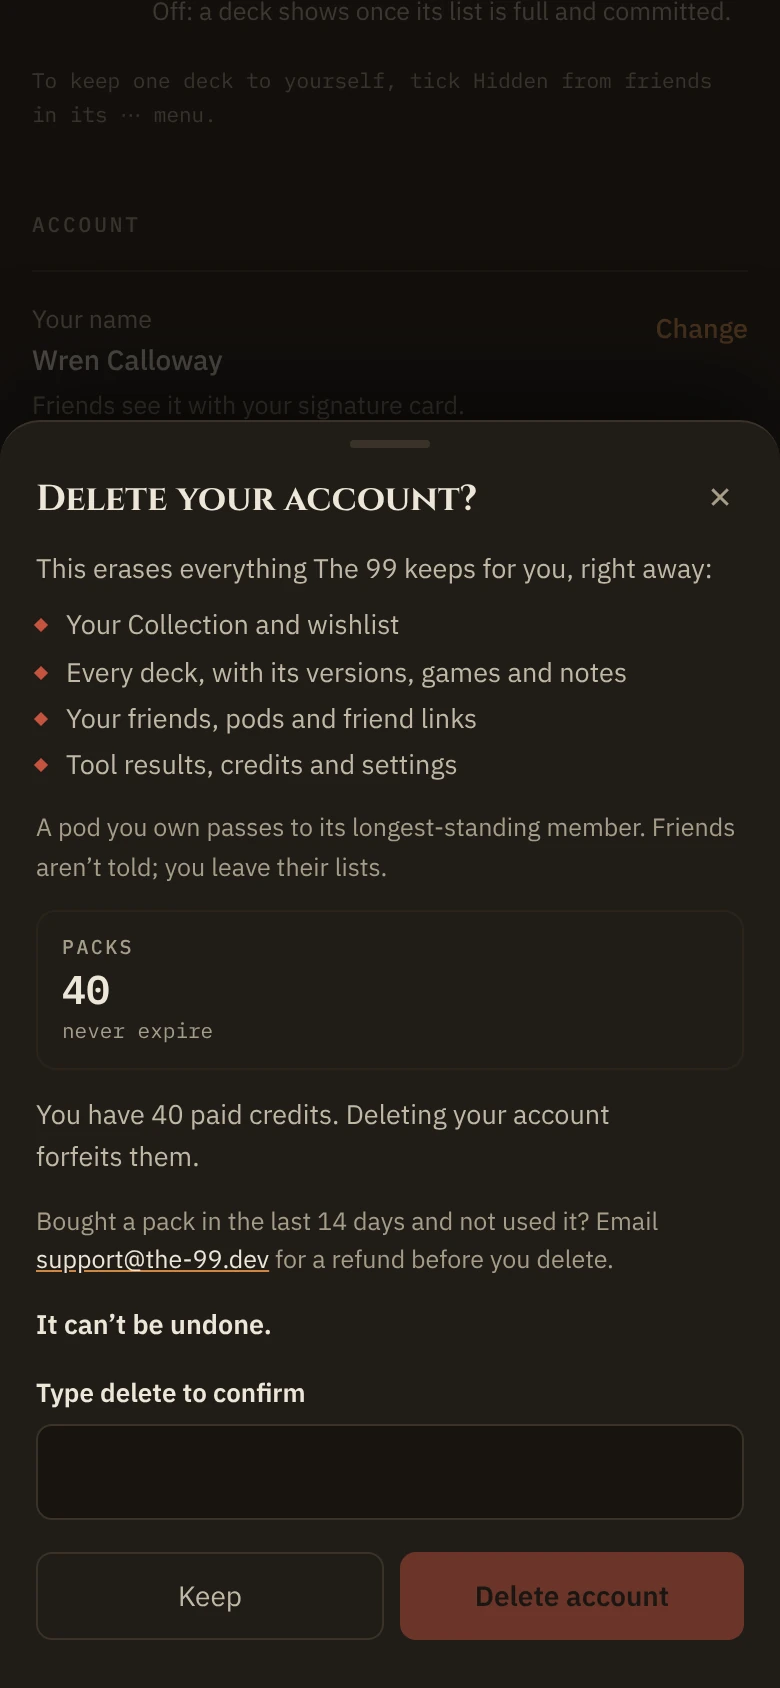 Off: a deck shows once its list is full and committed.
To keep one deck to yourself, tick Hidden from friends
in its ··· menu.
ACCOUNT
Your name
Change
Wren Calloway
Friends see it with your signature card.
Delete your account?
×
This erases everything The 99 keeps for you, right away:
Your Collection and wishlist
Every deck, with its versions, games and notes
Your friends, pods and friend links
Tool results, credits and settings
A pod you own passes to its longest-standing member. Friends
aren’t told; you leave their lists.
PACKS
40
never expire
You have 40 paid credits. Deleting your account
forfeits them.
Bought a pack in the last 14 days and not used it? Email
support@the-99.dev for a refund before you delete.
It can’t be undone.
Type delete to confirm
Keep
Delete account